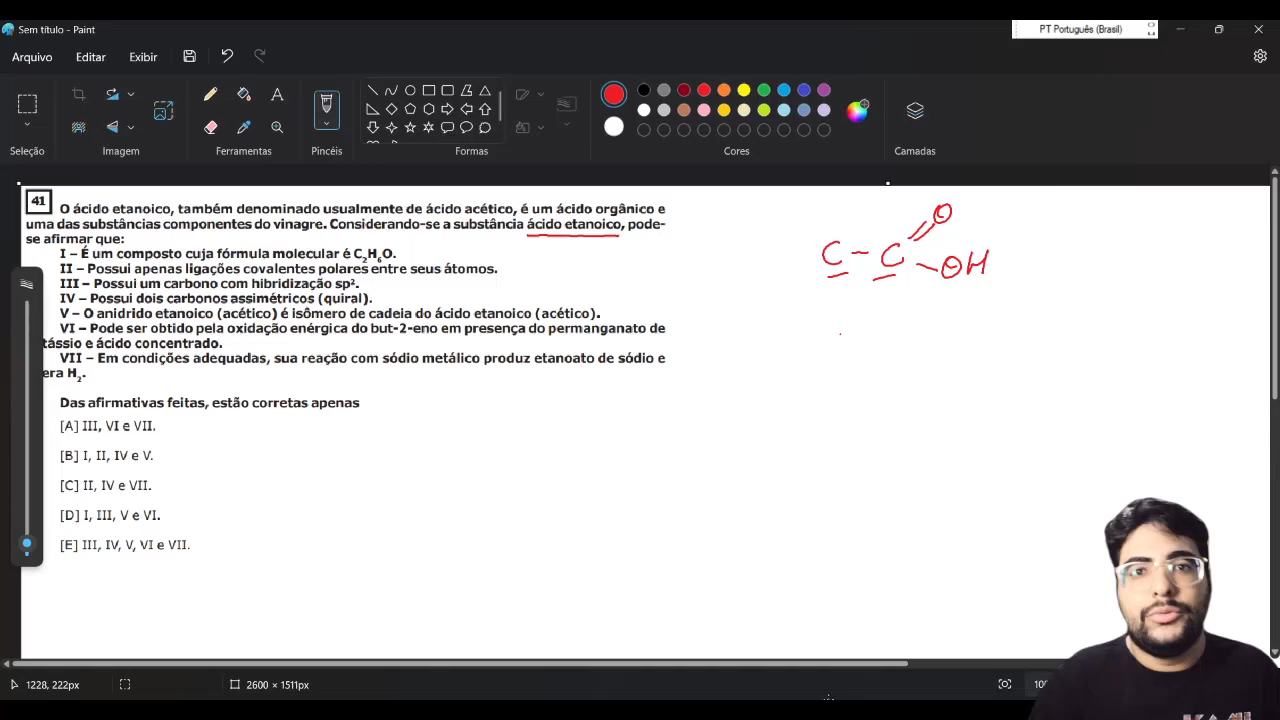 Sem título - Paint
PT Português (Brasil)
Arquivo Editar Exibir
Seleção Imagem Ferramentas Pincéis Formas Cores Camadas
41
O ácido etanoico, também denominado usualmente de ácido acético, é um ácido orgânico e
uma das substâncias componentes do vinagre. Considerando-se a substância ácido etanoico, pode-
se afirmar que:
I – É um composto cuja fórmula molecular é C₂H₆O.
II – Possui apenas ligações covalentes polares entre seus átomos.
III – Possui um carbono com hibridização sp².
IV – Possui dois carbonos assimétricos (quiral).
V – O anidrido etanoico (acético) é isômero de cadeia do ácido etanoico (acético).
VI – Pode ser obtido pela oxidação enérgica do but-2-eno em presença do permanganato de
tássio e ácido concentrado.
VII – Em condições adequadas, sua reação com sódio metálico produz etanoato de sódio e
era H₂.
Das afirmativas feitas, estão corretas apenas
[A] III, VI e VII.
[B] I, II, IV e V.
[C] II, IV e VII.
[D] I, III, V e VI.
[E] III, IV, V, VI e VII.
O
C – C
OH
1228, 222px 2600 × 1511px